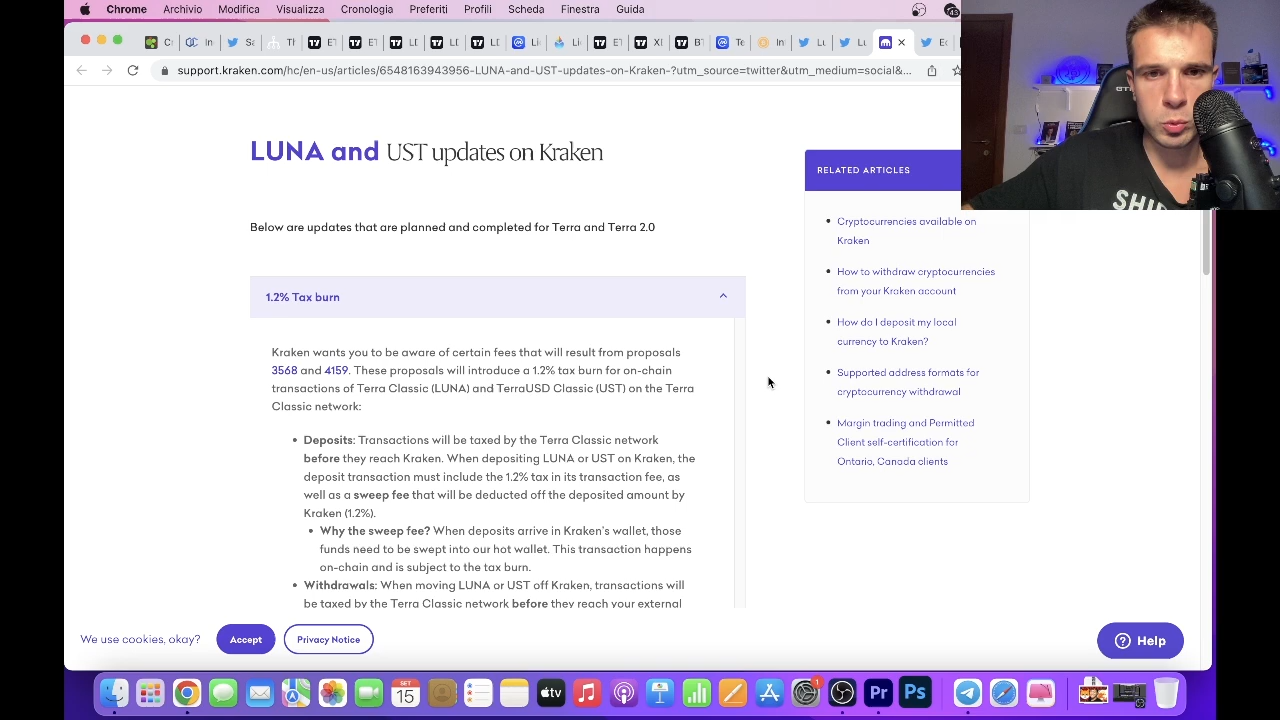 Chrome Archivio Modifica Visualizza Cronologia Preferiti Profili Scheda Finestra Guida
support.kraken.com/hc/en-us/articles/6548163943956-LUNA-and-UST-updates-on-Kraken-?utm_source=twitter&utm_medium=social&...
LUNA and UST updates on Kraken
Below are updates that are planned and completed for Terra and Terra 2.0
1.2% Tax burn
Kraken wants you to be aware of certain fees that will result from proposals
3568 and 4159. These proposals will introduce a 1.2% tax burn for on-chain
transactions of Terra Classic (LUNA) and TerraUSD Classic (UST) on the Terra
Classic network:
• Deposits: Transactions will be taxed by the Terra Classic network
before they reach Kraken. When depositing LUNA or UST on Kraken, the
deposit transaction must include the 1.2% tax in its transaction fee, as
well as a sweep fee that will be deducted off the deposited amount by
Kraken (1.2%).
• Why the sweep fee? When deposits arrive in Kraken's wallet, those
funds need to be swept into our hot wallet. This transaction happens
on-chain and is subject to the tax burn.
• Withdrawals: When moving LUNA or UST off Kraken, transactions will
be taxed by the Terra Classic network before they reach your external
RELATED ARTICLES
• Cryptocurrencies available on
Kraken
• How to withdraw cryptocurrencies
from your Kraken account
• How do I deposit my local
currency to Kraken?
• Supported address formats for
cryptocurrency withdrawal
• Margin trading and Permitted
Client self-certification for
Ontario, Canada clients
We use cookies, okay?
Accept
Privacy Notice
Help
SET
15
tv
1
Pr
Ps